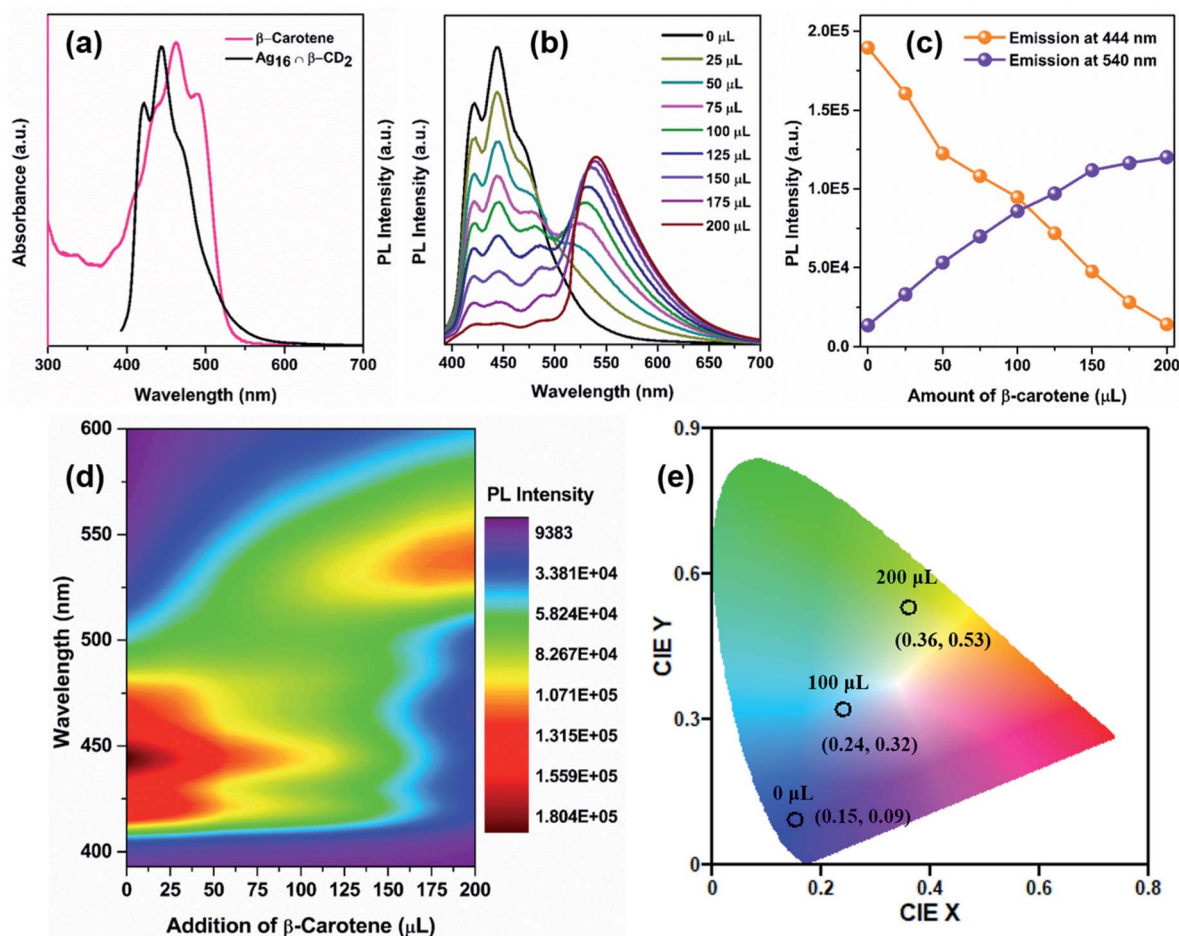 (a)
β-Carotene
Ag16 ∩ β-CD2
Absorbance (a.u.)
PL Intensity (a.u.)
300 400 500 600 700
Wavelength (nm)
(b)
0 µL
25 µL
50 µL
75 µL
100 µL
125 µL
150 µL
175 µL
200 µL
PL Intensity (a.u.)
400 450 500 550 600 650 700
Wavelength (nm)
(c)
Emission at 444 nm
Emission at 540 nm
2.0E5
1.5E5
1.0E5
5.0E4
0.0
0 50 100 150 200
Amount of β-carotene (µL)
(d)
600
550
500
450
400
Wavelength (nm)
0 25 50 75 100 125 150 175 200
Addition of β-Carotene (µL)
PL Intensity
9383
3.381E+04
5.824E+04
8.267E+04
1.071E+05
1.315E+05
1.559E+05
1.804E+05
(e)
0.9
0.6
0.3
0
CIE Y
200 µL
(0.36, 0.53)
100 µL
(0.24, 0.32)
0 µL
(0.15, 0.09)
0 0.2 0.4 0.6 0.8
CIE X